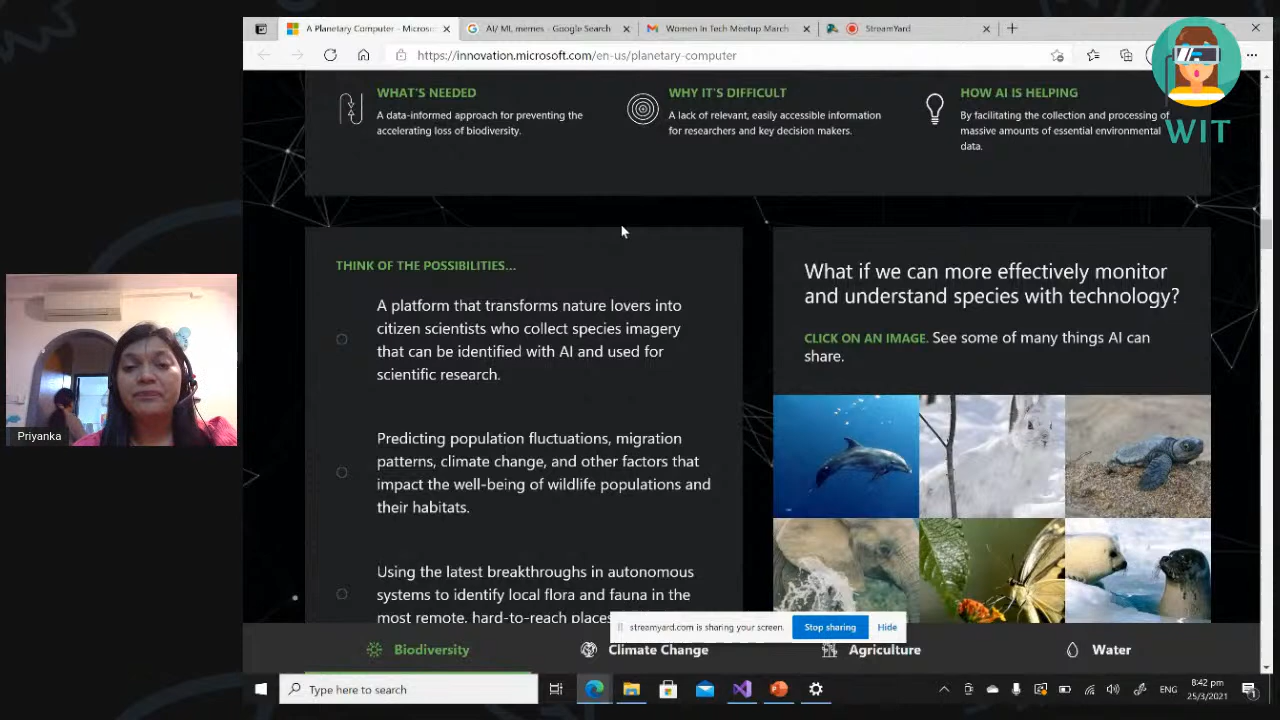 A Planetary Computer - Micros
AI/ ML memes - Google Search
Women In Tech Meetup March
StreamYard
https://innovation.microsoft.com/en-us/planetary-computer
WHAT'S NEEDED
A data-informed approach for preventing the
accelerating loss of biodiversity.
WHY IT'S DIFFICULT
A lack of relevant, easily accessible information
for researchers and key decision makers.
HOW AI IS HELPING
By facilitating the collection and processing of
massive amounts of essential environmental
data.
WIT
THINK OF THE POSSIBILITIES...
A platform that transforms nature lovers into
citizen scientists who collect species imagery
that can be identified with AI and used for
scientific research.
Predicting population fluctuations, migration
patterns, climate change, and other factors that
impact the well-being of wildlife populations and
their habitats.
Using the latest breakthroughs in autonomous
systems to identify local flora and fauna in the
most remote, hard-to-reach places
What if we can more effectively monitor
and understand species with technology?
CLICK ON AN IMAGE. See some of many things AI can
share.
Priyanka
streamyard.com is sharing your screen.
Stop sharing
Hide
Biodiversity
Climate Change
Agriculture
Water
Type here to search
ENG
8:42 pm
25/3/2021